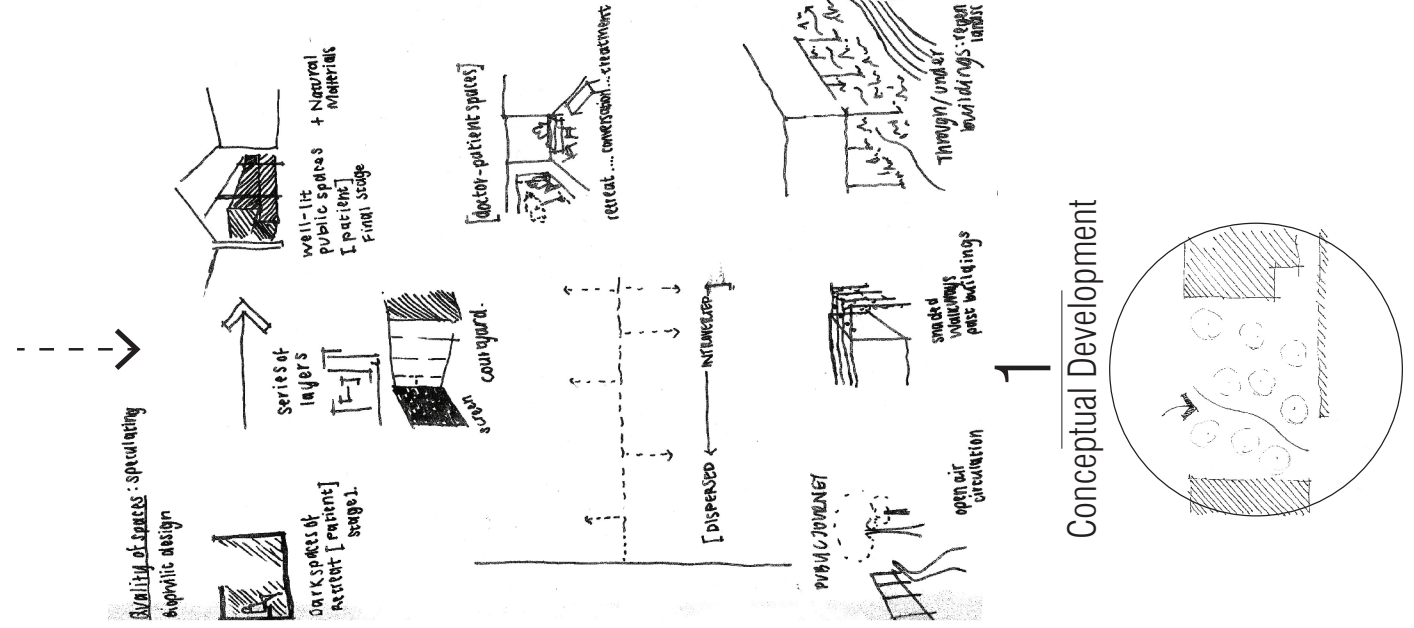 Quality of spaces: speculating
Biophilic design
Dark spaces of
Retreat [patient]
stage 1.
series of
layers
screen
courtyard.
well-lit
public spaces
[patient]
Final stage
+ Natural
Materials
[DISPERSED
INTROVERTED]
[doctor-patient spaces]
retreat.... conversation... treatment
PUBLIC JOURNEY
open air
circulation
shaded
walkways
past buildings
Through/under
buildings: regen
landsc
1
Conceptual Development